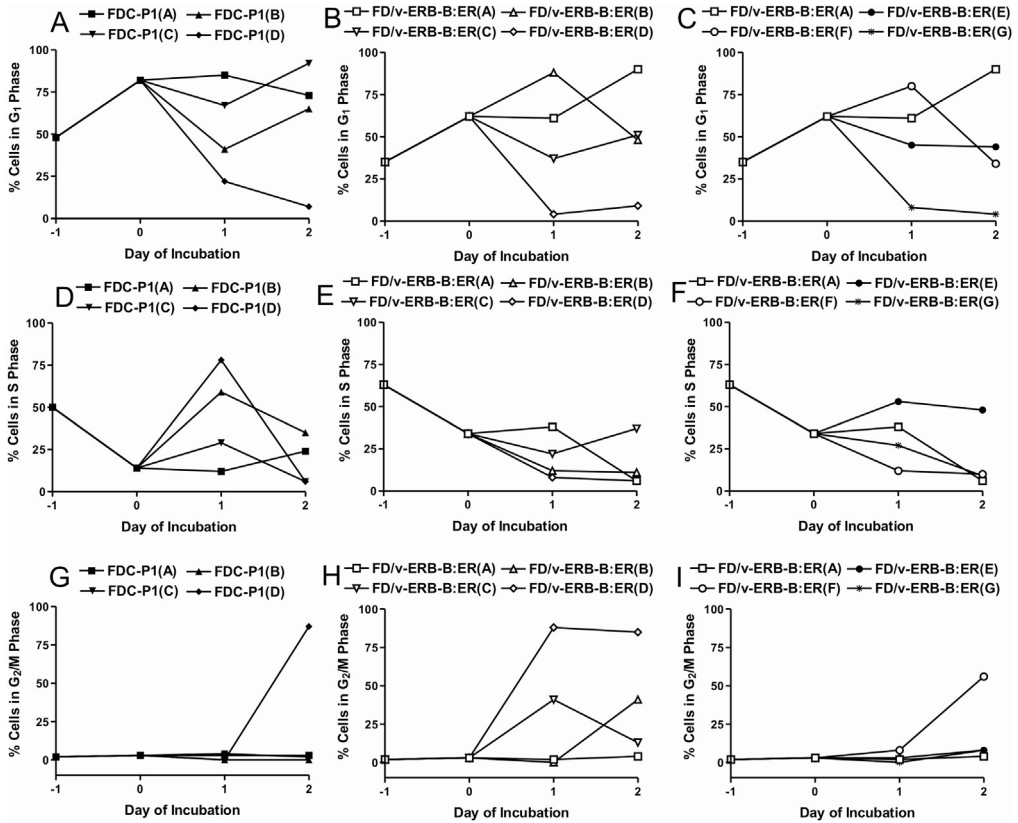 A
FDC-P1(A) FDC-P1(B)
FDC-P1(C) FDC-P1(D)
% Cells in G1 Phase
100
75
50
25
0
-1 0 1 2
Day of Incubation
B
FD/v-ERB-B:ER(A) FD/v-ERB-B:ER(B)
FD/v-ERB-B:ER(C) FD/v-ERB-B:ER(D)
% Cells in G1 Phase
100
75
50
25
0
-1 0 1 2
Day of Incubation
C
FD/v-ERB-B:ER(A) FD/v-ERB-B:ER(E)
FD/v-ERB-B:ER(F) FD/v-ERB-B:ER(G)
% Cells in G1 Phase
100
75
50
25
0
-1 0 1 2
Day of Incubation
D
FDC-P1(A) FDC-P1(B)
FDC-P1(C) FDC-P1(D)
% Cells in S Phase
100
75
50
25
0
-1 0 1 2
Day of Incubation
E
FD/v-ERB-B:ER(A) FD/v-ERB-B:ER(B)
FD/v-ERB-B:ER(C) FD/v-ERB-B:ER(D)
% Cells in S Phase
100
75
50
25
0
-1 0 1 2
Day of Incubation
F
FD/v-ERB-B:ER(A) FD/v-ERB-B:ER(E)
FD/v-ERB-B:ER(F) FD/v-ERB-B:ER(G)
% Cells in S Phase
100
75
50
25
0
-1 0 1 2
Day of Incubation
G
FDC-P1(A) FDC-P1(B)
FDC-P1(C) FDC-P1(D)
% Cells in G2/M Phase
100
75
50
25
0
-1 0 1 2
Day of Incubation
H
FD/v-ERB-B:ER(A) FD/v-ERB-B:ER(B)
FD/v-ERB-B:ER(C) FD/v-ERB-B:ER(D)
% Cells in G2/M Phase
100
75
50
25
0
-1 0 1 2
Day of Incubation
I
FD/v-ERB-B:ER(A) FD/v-ERB-B:ER(E)
FD/v-ERB-B:ER(F) FD/v-ERB-B:ER(G)
% Cells in G2/M Phase
100
75
50
25
0
-1 0 1 2
Day of Incubation